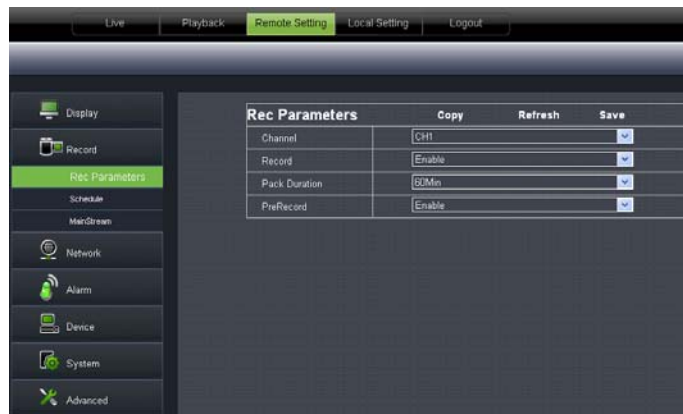 Live Playback Remote Setting Local Setting Logout
Display
Record
Rec Parameters
Schedule
MainStream
Network
Alarm
Device
System
Advanced
Rec Parameters Copy Refresh Save
Channel CH1
Record Enable
Pack Duration 60Min
PreRecord Enable